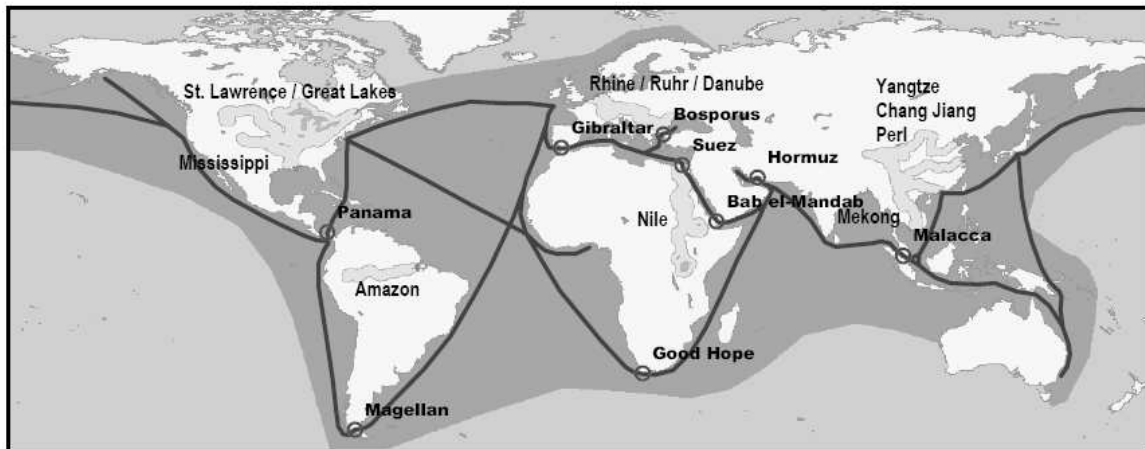 St. Lawrence / Great Lakes
Rhine / Ruhr / Danube
Yangtze
Chang Jiang
Perl
Bosporus
Gibraltar
Suez
Hormuz
Mississippi
Bab el-Mandab
Panama
Nile
Mekong
Malacca
Amazon
Good Hope
Magellan